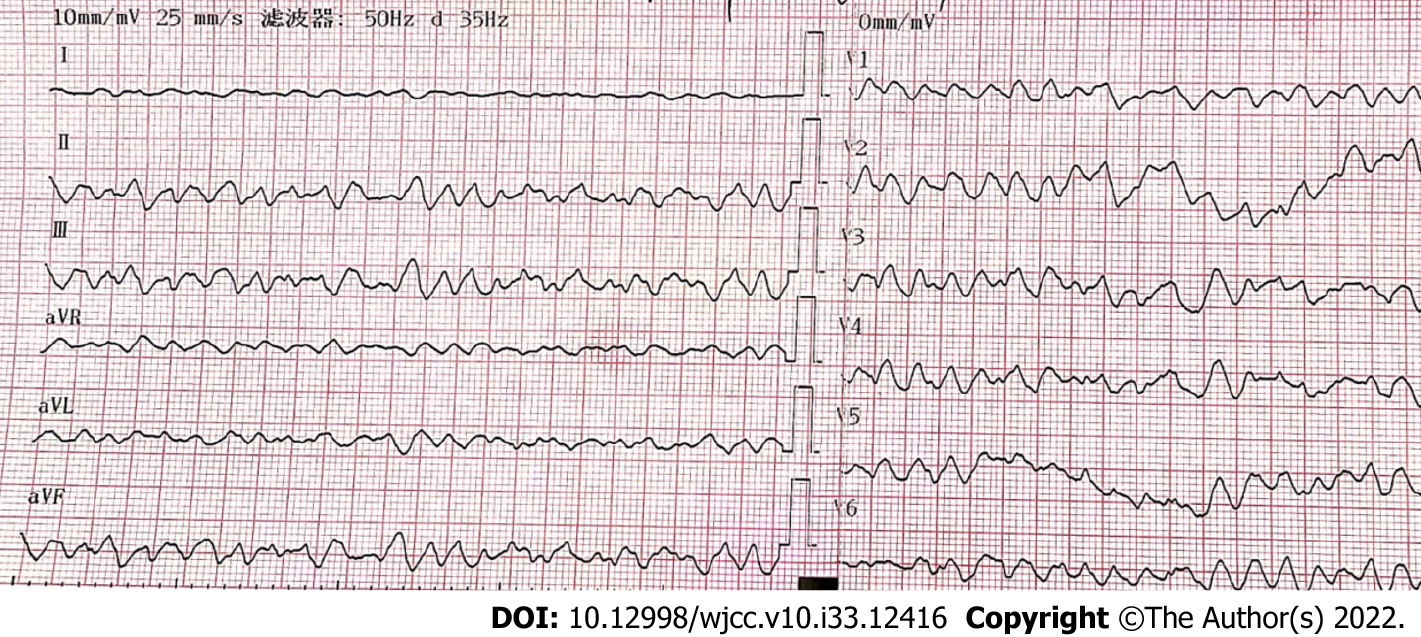 10mm/mV 25 mm/s 滤波器: 50Hz d 35Hz
0mm/mV
I
V1
II
V2
III
V3
aVR
V4
aVL
V5
aVF
V6
DOI: 10.12998/wjcc.v10.i33.12416 Copyright ©The Author(s) 2022.